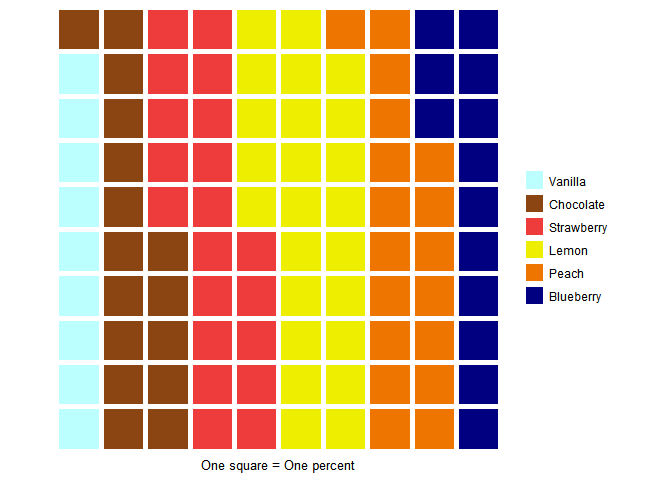 Vanilla
Chocolate
Strawberry
Lemon
Peach
Blueberry
One square = One percent